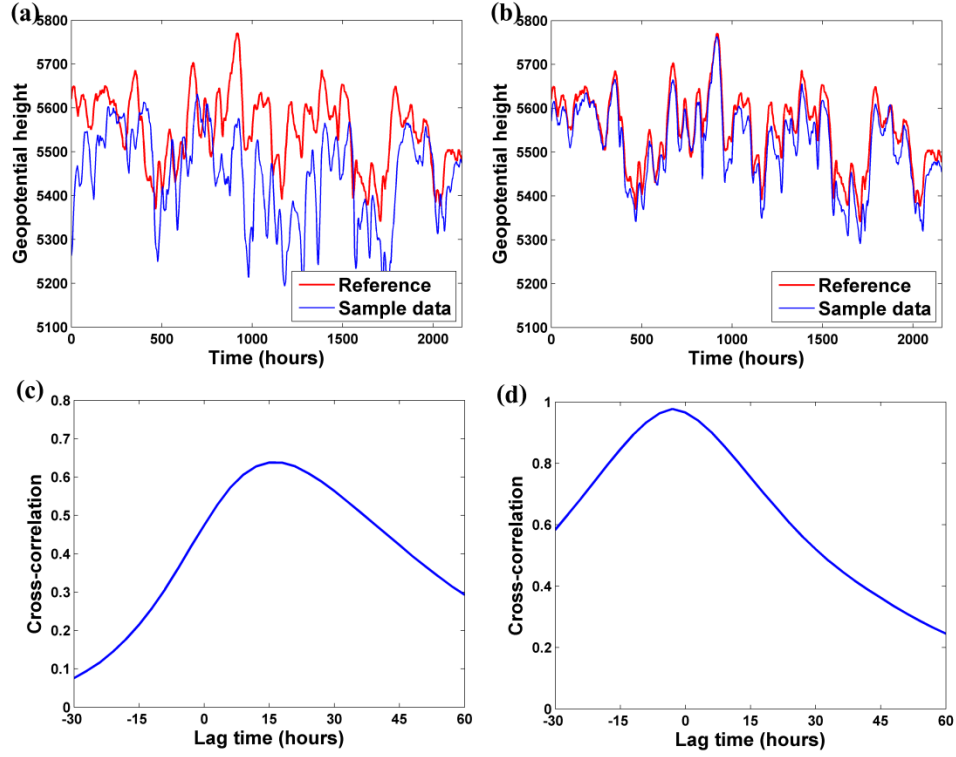 (a)
5800
5700
5600
5500
5400
5300
5200
5100
Geopotential height
0 500 1000 1500 2000
Time (hours)
Reference
Sample data
(b)
5800
5700
5600
5500
5400
5300
5200
5100
Geopotential height
0 500 1000 1500 2000
Time (hours)
Reference
Sample data
(c)
0.8
0.7
0.6
0.5
0.4
0.3
0.2
0.1
0
Cross-correlation
-30 -15 0 15 30 45 60
Lag time (hours)
(d)
1
0.8
0.6
0.4
0.2
0
Cross-correlation
-30 -15 0 15 30 45 60
Lag time (hours)